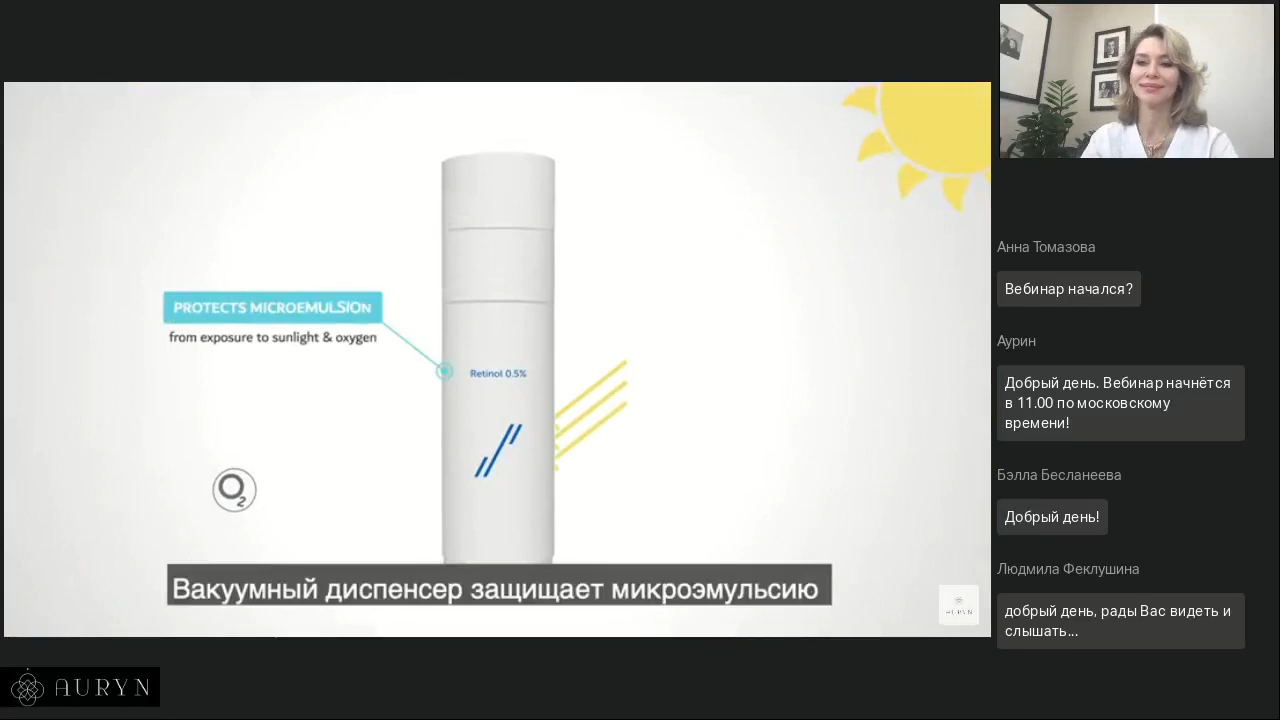 PROTECTS MICROEMULSION
from exposure to sunlight & oxygen
Retinol 0.5%
O2
Вакуумный диспенсер защищает микроэмульсию
AURYN
AURYN
Анна Томазова
Вебинар начался?
Аурин
Добрый день. Вебинар начнётся
в 11.00 по московскому
времени!
Бэлла Бесланеева
Добрый день!
Людмила Феклушина
добрый день, рады Вас видеть и
слышать...